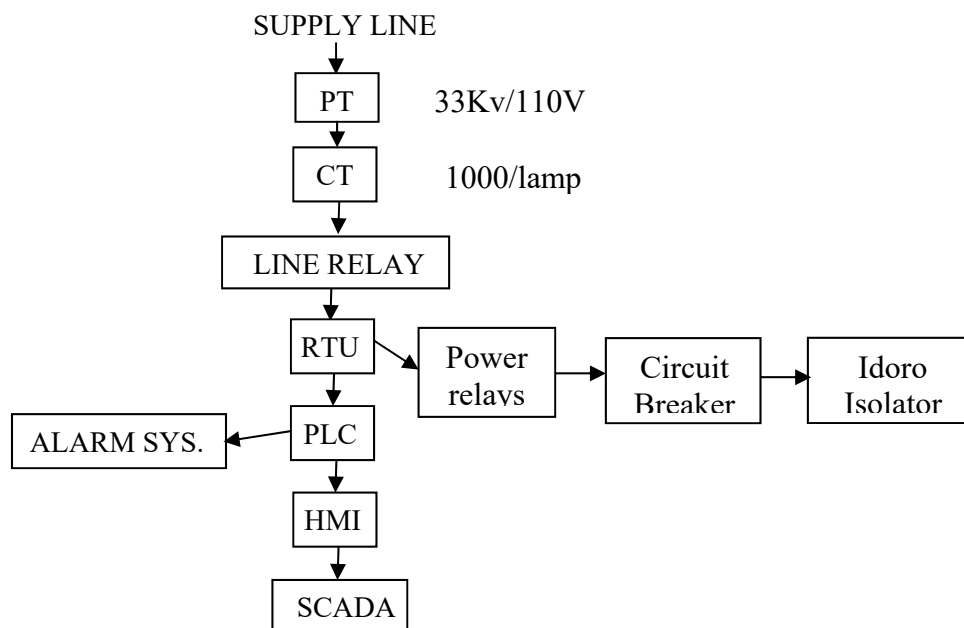 SUPPLY LINE
PT
33Kv/110V
CT
1000/lamp
LINE RELAY
RTU
Power
relays
Circuit
Breaker
Idoro
Isolator
PLC
ALARM SYS.
HMI
SCADA